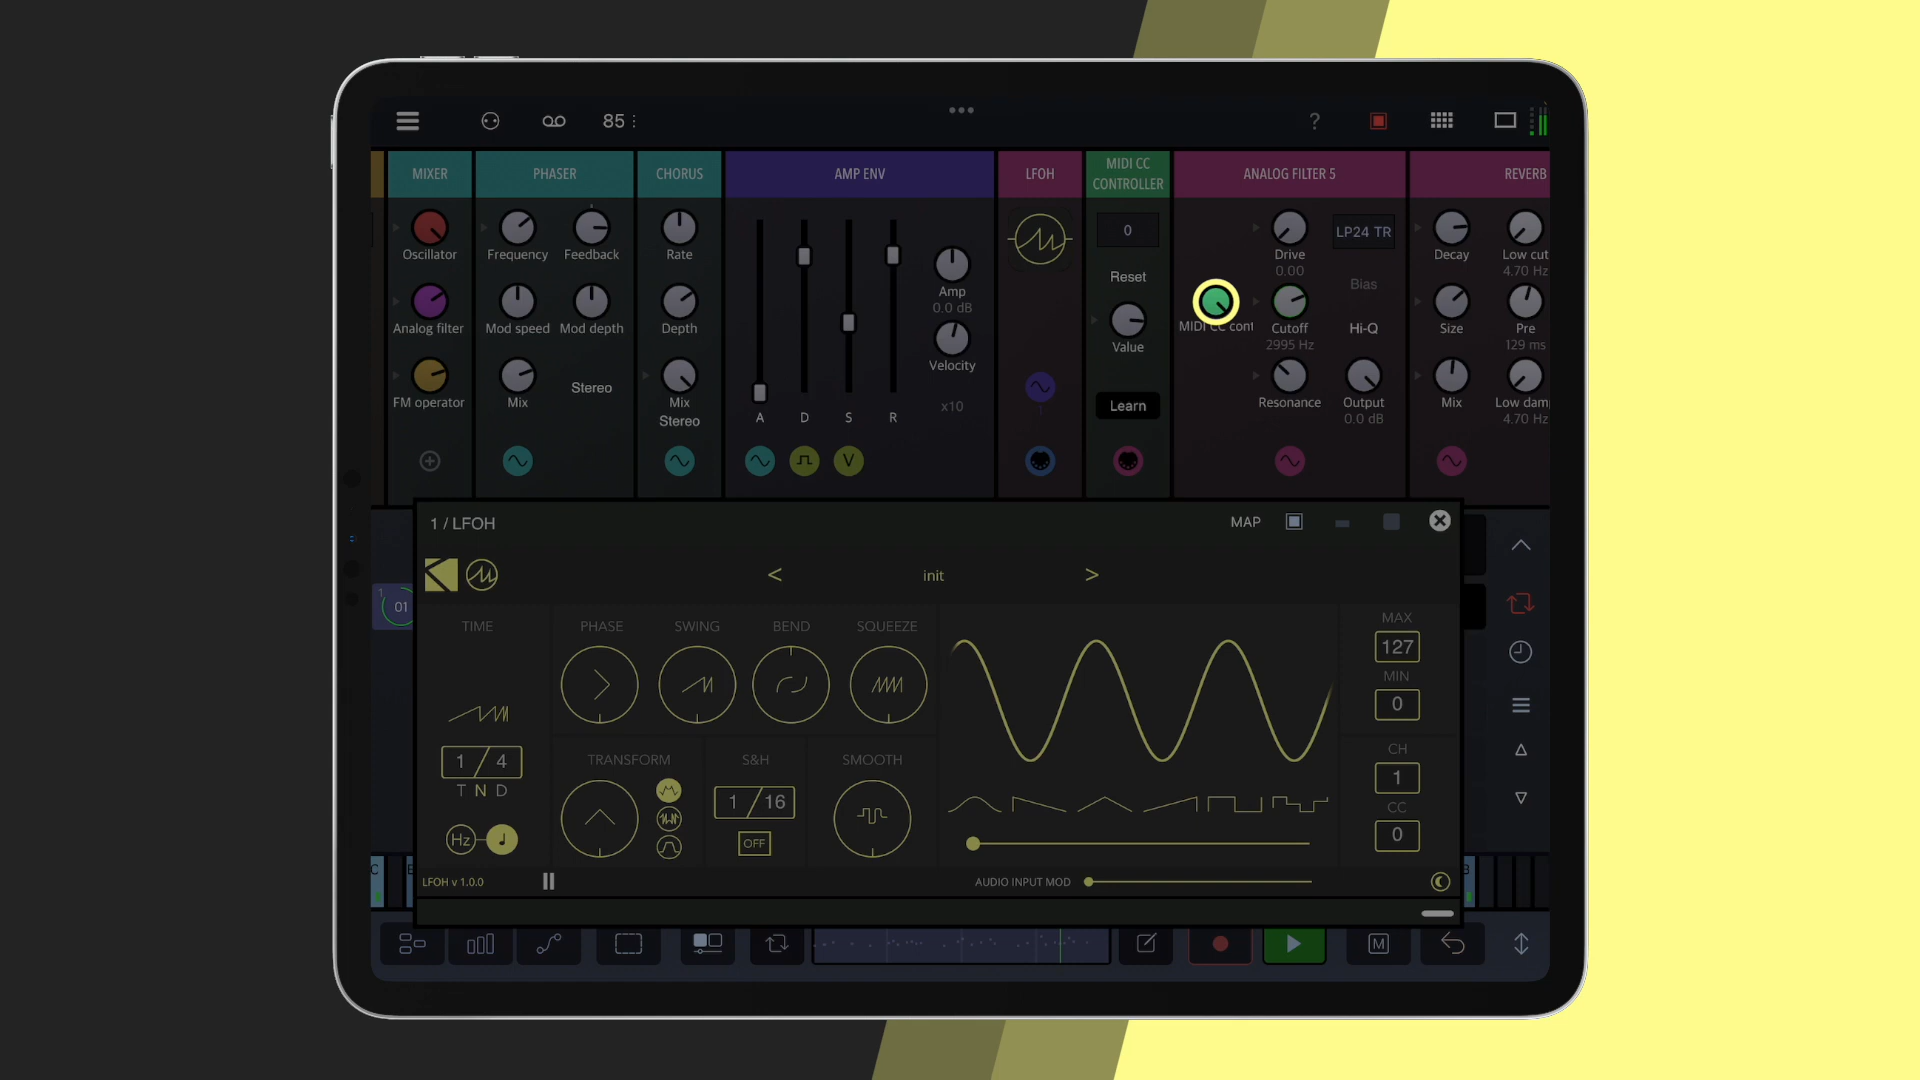 85
?
MIXER
PHASER
CHORUS
AMP ENV
LFOH
MIDI CC
CONTROLLER
ANALOG FILTER 5
REVERB
Oscillator
Frequency
Feedback
Rate
Amp
0.0 dB
0
Reset
Drive
0.00
LP24 TR
Decay
Low cut
4.70 Hz
Analog filter
Mod speed
Mod depth
Depth
Velocity
Value
MIDI CC cont
Cutoff
2995 Hz
Bias
Hi-Q
Size
Pre
129 ms
FM operator
Mix
Stereo
Mix
Stereo
A
D
S
R
x10
Learn
Resonance
Output
0.0 dB
Mix
Low damp
4.70 Hz
V
1 / LFOH
MAP
<
init
>
1
01
TIME
PHASE
SWING
BEND
SQUEEZE
MAX
127
MIN
0
1 / 4
T N D
Hz
TRANSFORM
S&H
1 / 16
OFF
SMOOTH
CH
1
CC
0
LFOH v 1.0.0
AUDIO INPUT MOD
C
M